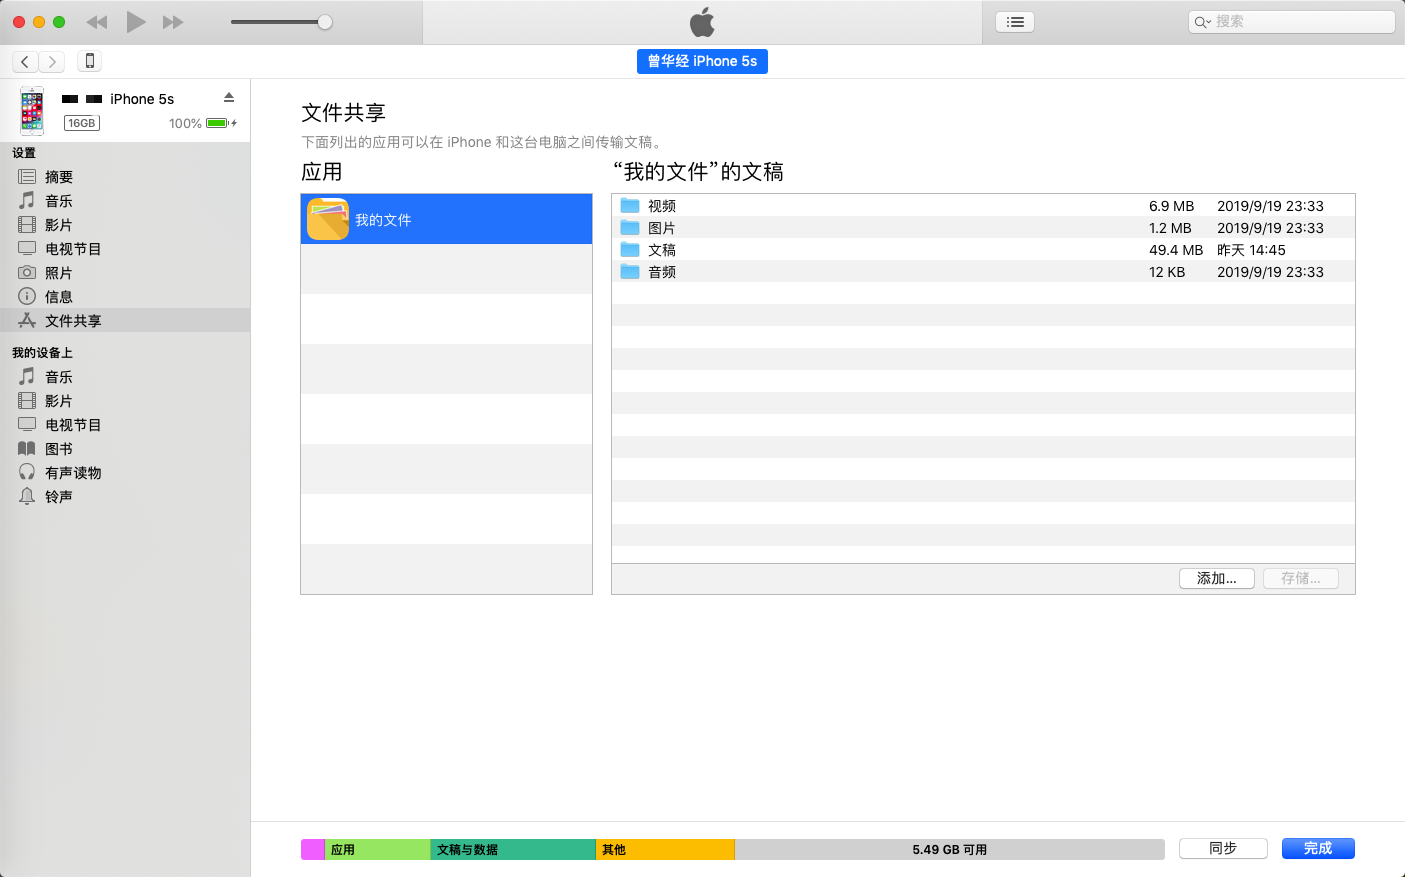 搜索
曾华经 iPhone 5s
iPhone 5s
16GB
100%
设置
摘要
音乐
影片
电视节目
照片
信息
文件共享
我的设备上
音乐
影片
电视节目
图书
有声读物
铃声
文件共享
下面列出的应用可以在 iPhone 和这台电脑之间传输文稿。
应用
我的文件
“我的文件”的文稿
视频 6.9 MB 2019/9/19 23:33
图片 1.2 MB 2019/9/19 23:33
文稿 49.4 MB 昨天 14:45
音频 12 KB 2019/9/19 23:33
添加... 存储...
应用 文稿与数据 其他 5.49 GB 可用 同步 完成